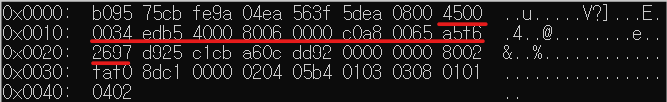 0x0000: b095 75cb fe9a 04ea 563f 5dea 0800 4500 ..u.....V?]...E.
0x0010: 0034 edb5 4000 8006 0000 c0a8 0065 a5f6 .4..@........e..
0x0020: 2697 d925 c1cb a60c dd92 0000 0000 8002 &..%............
0x0030: faf0 8dc1 0000 0204 05b4 0103 0308 0101 ................
0x0040: 0402 ..